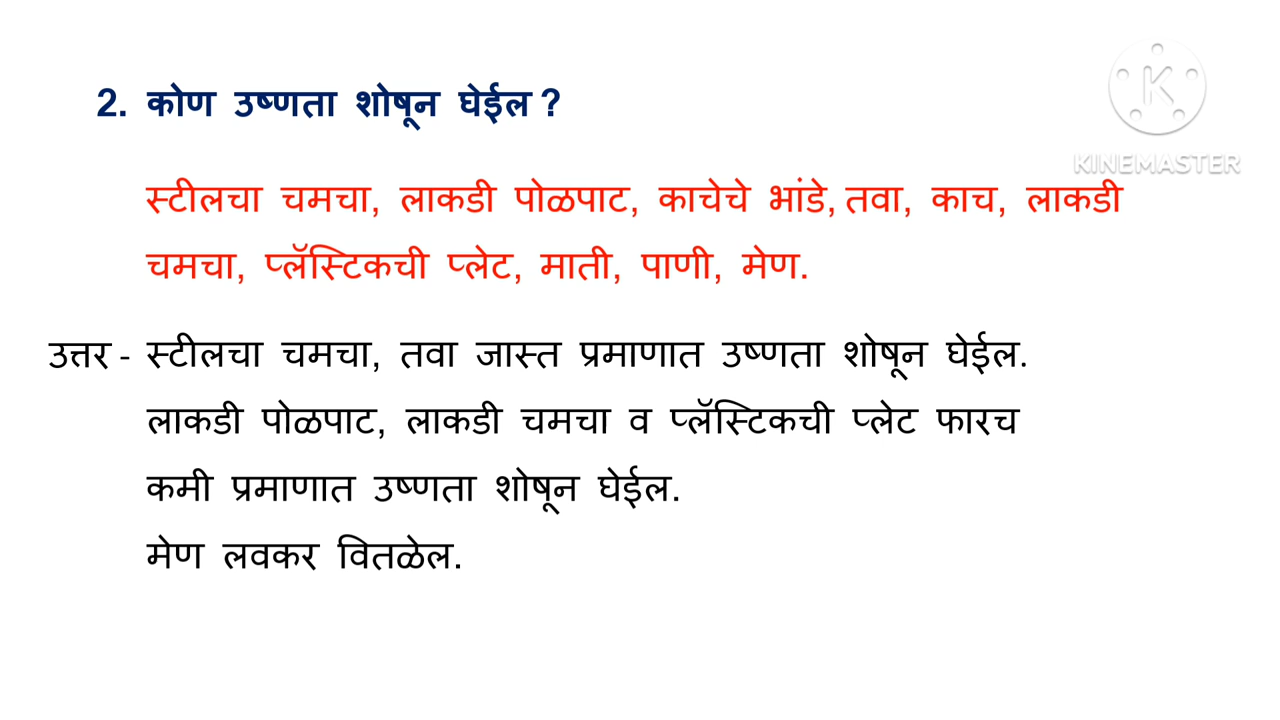 2. कोण उष्णता शोषून घेईल ?
KINEMASTER
स्टीलचा चमचा, लाकडी पोळपाट, काचेचे भांडे, तवा, काच, लाकडी
चमचा, प्लॅस्टिकची प्लेट, माती, पाणी, मेण.
उत्तर - स्टीलचा चमचा, तवा जास्त प्रमाणात उष्णता शोषून घेईल.
लाकडी पोळपाट, लाकडी चमचा व प्लॅस्टिकची प्लेट फारच
कमी प्रमाणात उष्णता शोषून घेईल.
मेण लवकर वितळेल.